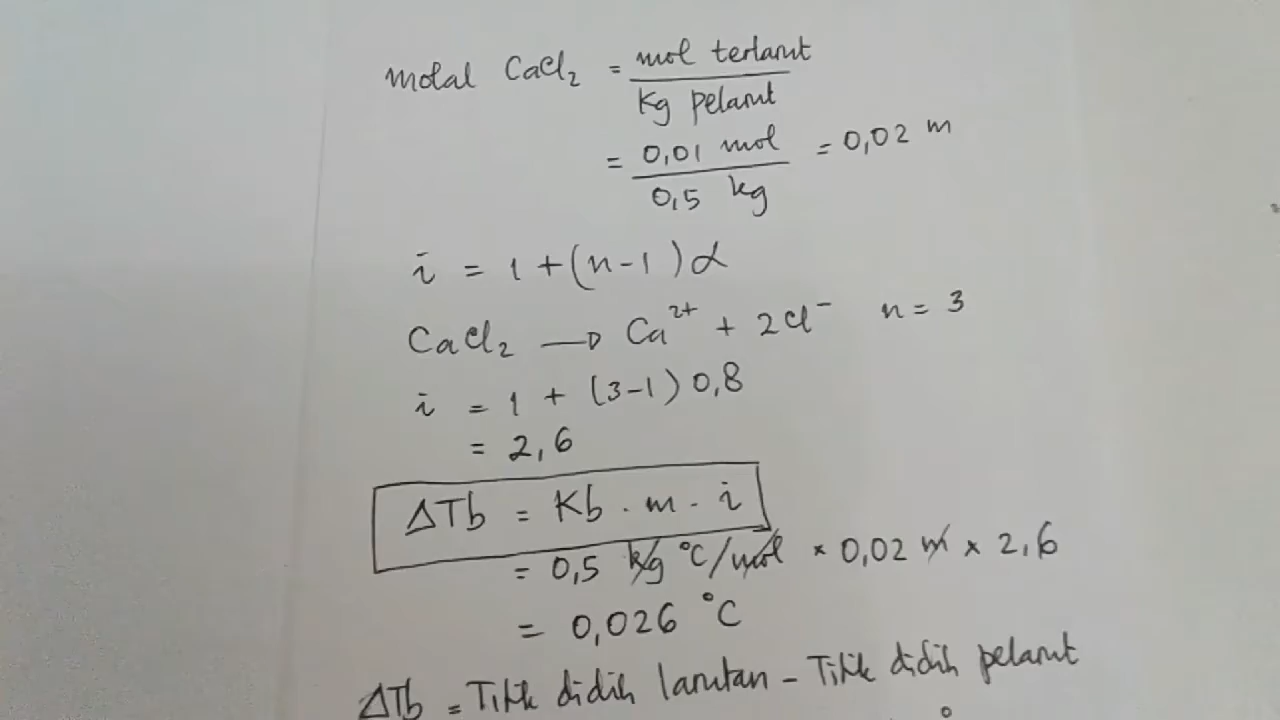 molal CaCl₂ = mol terlarut / Kg pelarut
= 0,01 mol / 0,5 kg = 0,02 m
i = 1 + (n-1) α
CaCl₂ → Ca²⁺ + 2Cl⁻ n = 3
i = 1 + (3-1) 0,8
= 2,6
ΔTb = Kb . m . i
= 0,5 kg °C/mol × 0,02 m × 2,6
= 0,026 °C
ΔTb = Titik didih larutan - Titik didih pelarut